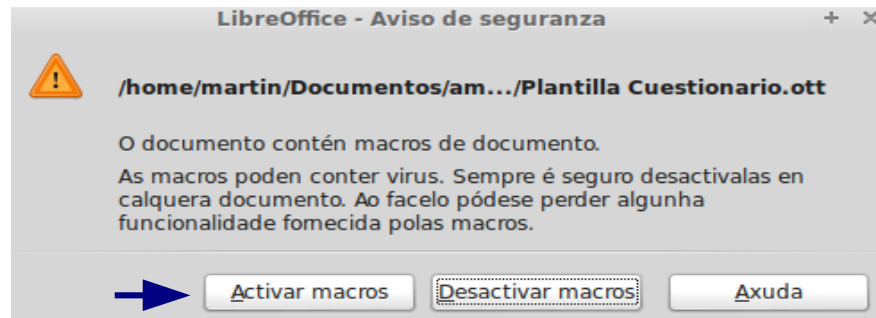 LibreOffice - Aviso de seguranza
/home/martin/Documentos/am.../Plantilla Cuestionario.ott
O documento contén macros de documento.
As macros poden conter virus. Sempre é seguro desactivalas en
calquera documento. Ao facelo pódese perder algunha
funcionalidade fornecida polas macros.
Activar macros Desactivar macros Axuda